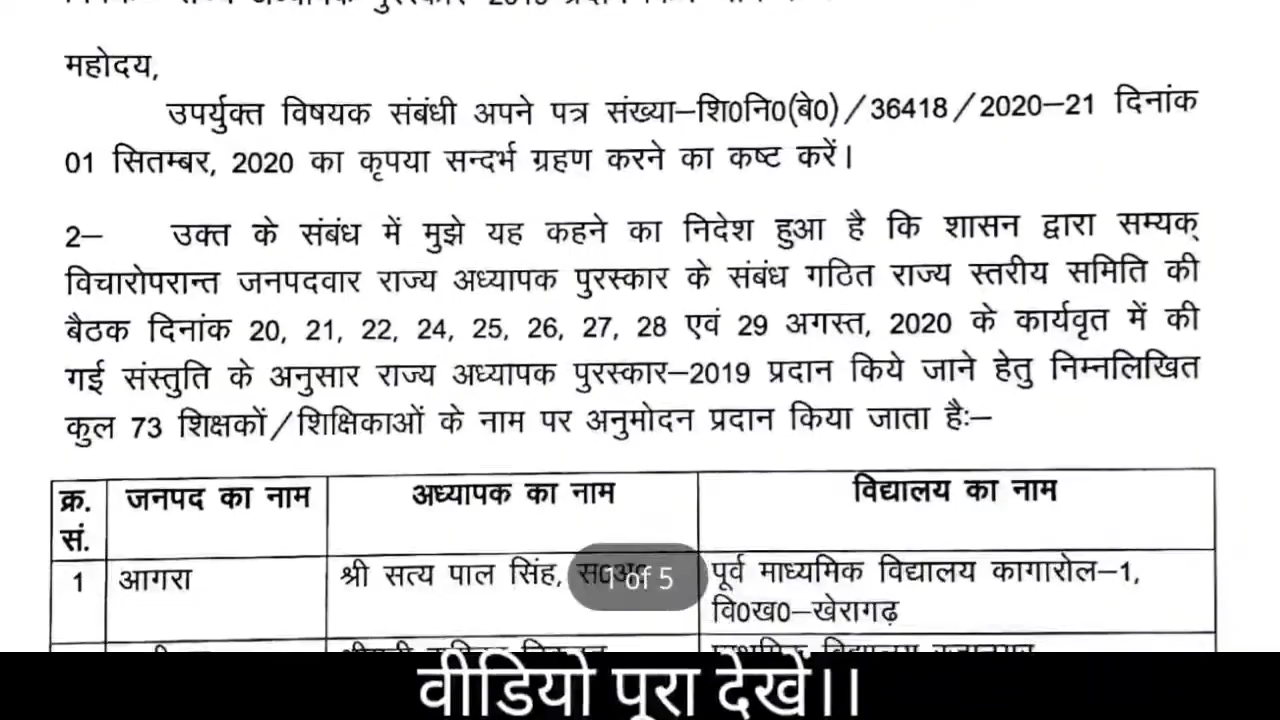 महोदय,
उपर्युक्त विषयक संबंधी अपने पत्र संख्या–शि0नि0(बे0)/36418/2020–21 दिनांक
01 सितम्बर, 2020 का कृपया सन्दर्भ ग्रहण करने का कष्ट करें।
2– उक्त के संबंध में मुझे यह कहने का निदेश हुआ है कि शासन द्वारा सम्यक्
विचारोपरान्त जनपदवार राज्य अध्यापक पुरस्कार के संबंध गठित राज्य स्तरीय समिति की
बैठक दिनांक 20, 21, 22, 24, 25, 26, 27, 28 एवं 29 अगस्त, 2020 के कार्यवृत में की
गई संस्तुति के अनुसार राज्य अध्यापक पुरस्कार–2019 प्रदान किये जाने हेतु निम्नलिखित
कुल 73 शिक्षकों/शिक्षिकाओं के नाम पर अनुमोदन प्रदान किया जाता हैः–
क्र. सं. जनपद का नाम अध्यापक का नाम विद्यालय का नाम
1 आगरा श्री सत्य पाल सिंह, पूर्व माध्यमिक विद्यालय कागारोल–1,
वि0ख0–खेरागढ़
1 of 5
वीडियो पूरा देखें।।